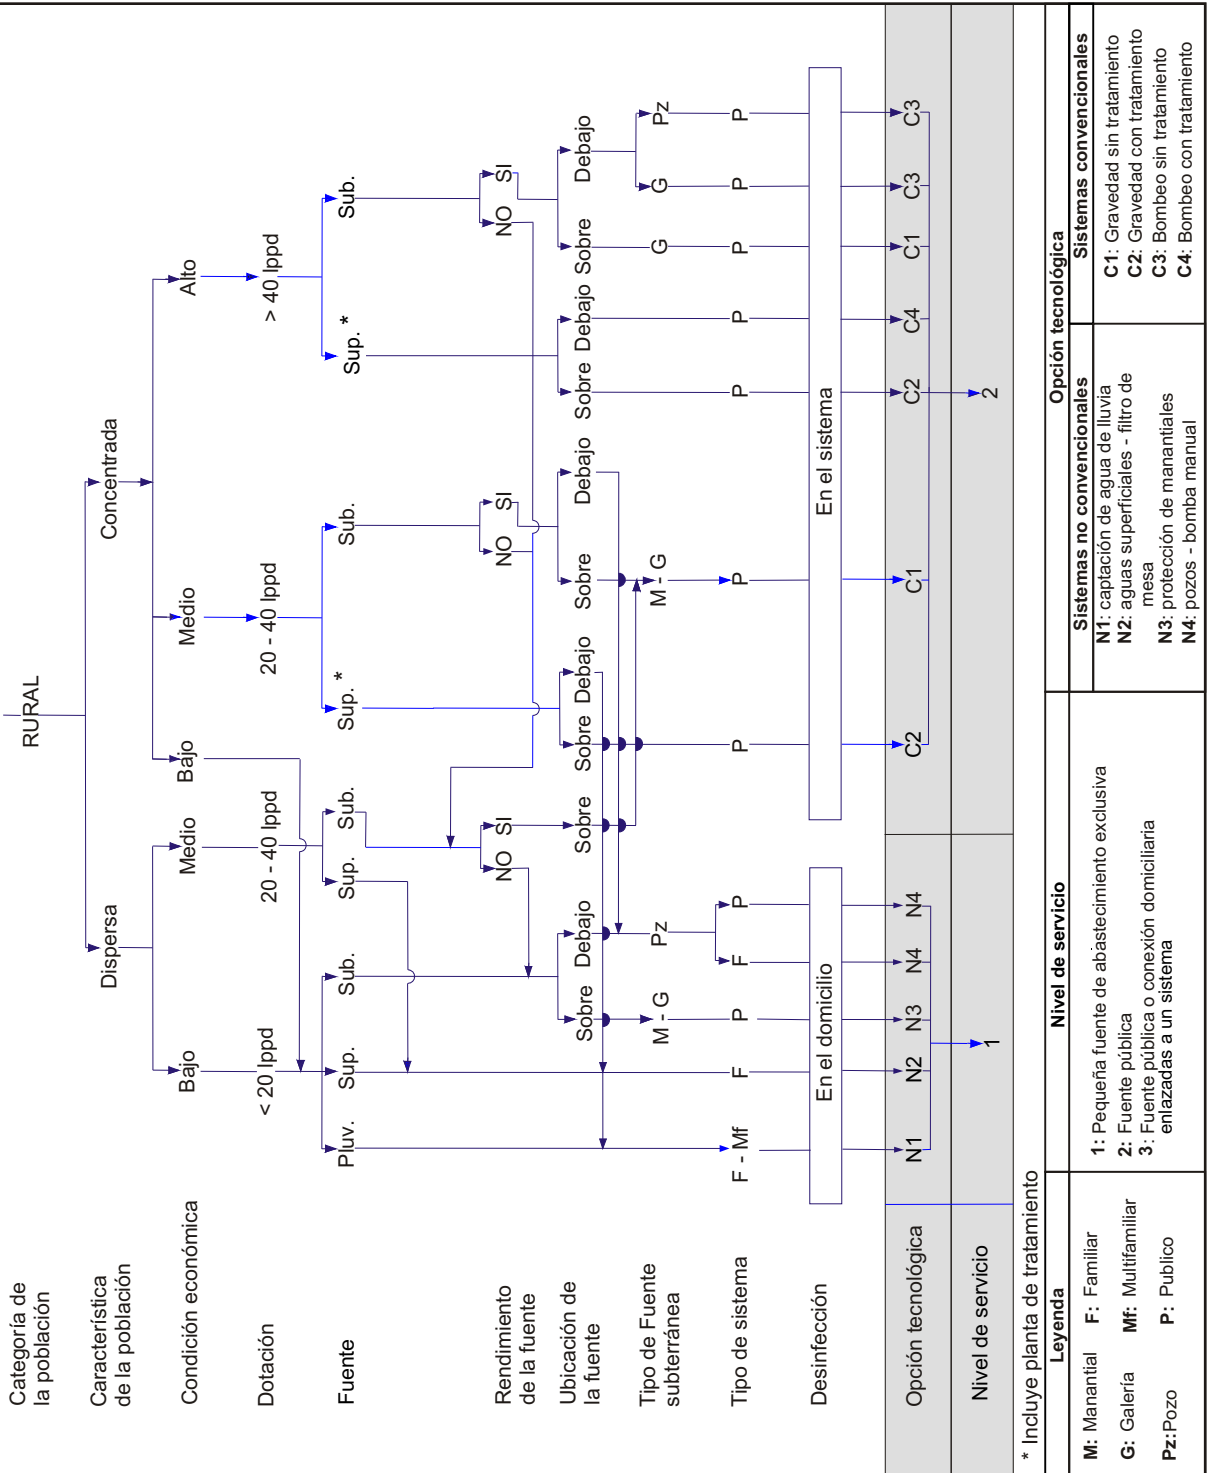 RURAL
Categoría de
la población
Característica
de la población
Dispersa
Concentrada
Condición económica
Bajo
Medio
Bajo
Medio
Alto
Dotación
< 20 lppd
20 - 40 lppd
20 - 40 lppd
> 40 lppd
Fuente
Pluv.
Sup.
Sub.
Sup.
Sub.
Sup. *
Sub.
Sup. *
Sub.
Rendimiento
de la fuente
NO
SI
NO
SI
NO
SI
Ubicación de
la fuente
Sobre
Debajo
Sobre
Sobre
Debajo
Sobre
Debajo
Sobre
Debajo
Sobre
Debajo
Tipo de Fuente
subterránea
M - G
Pz
M - G
G
G
Pz
Tipo de sistema
F - Mf
F
P
F
P
P
P
P
P
P
P
P
Desinfección
En el domicilio
En el sistema
Opción tecnológica
N1
N2
N3
N4
N4
C2
C1
C2
C4
C1
C3
C3
Nivel de servicio
1
2
* Incluye planta de tratamiento
Leyenda
M: Manantial
F: Familiar
G: Galería
Mf: Multifamiliar
Pz:Pozo
P: Publico
Nivel de servicio
1: Pequeña fuente de abastecimiento exclusiva
2: Fuente pública
3: Fuente pública o conexión domiciliaria
enlazadas a un sistema
Opción tecnológica
Sistemas no convencionales
N1: captación de agua de lluvia
N2: aguas superficiales - filtro de
mesa
N3: protección de manantiales
N4: pozos - bomba manual
Sistemas convencionales
C1: Gravedad sin tratamiento
C2: Gravedad con tratamiento
C3: Bombeo sin tratamiento
C4: Bombeo con tratamiento